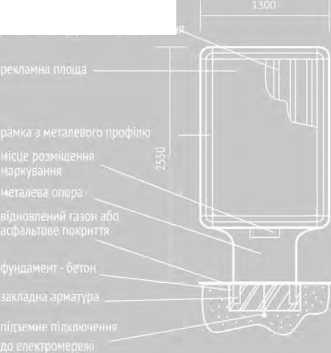 1300
рекламна площа
2550
рамка з металевого профілю
місце розміщення
маркування
металева опора
відновлений газон або
асфальтове покриття
фундамент - бетон
закладна арматура
підземне підключення
до електромережі